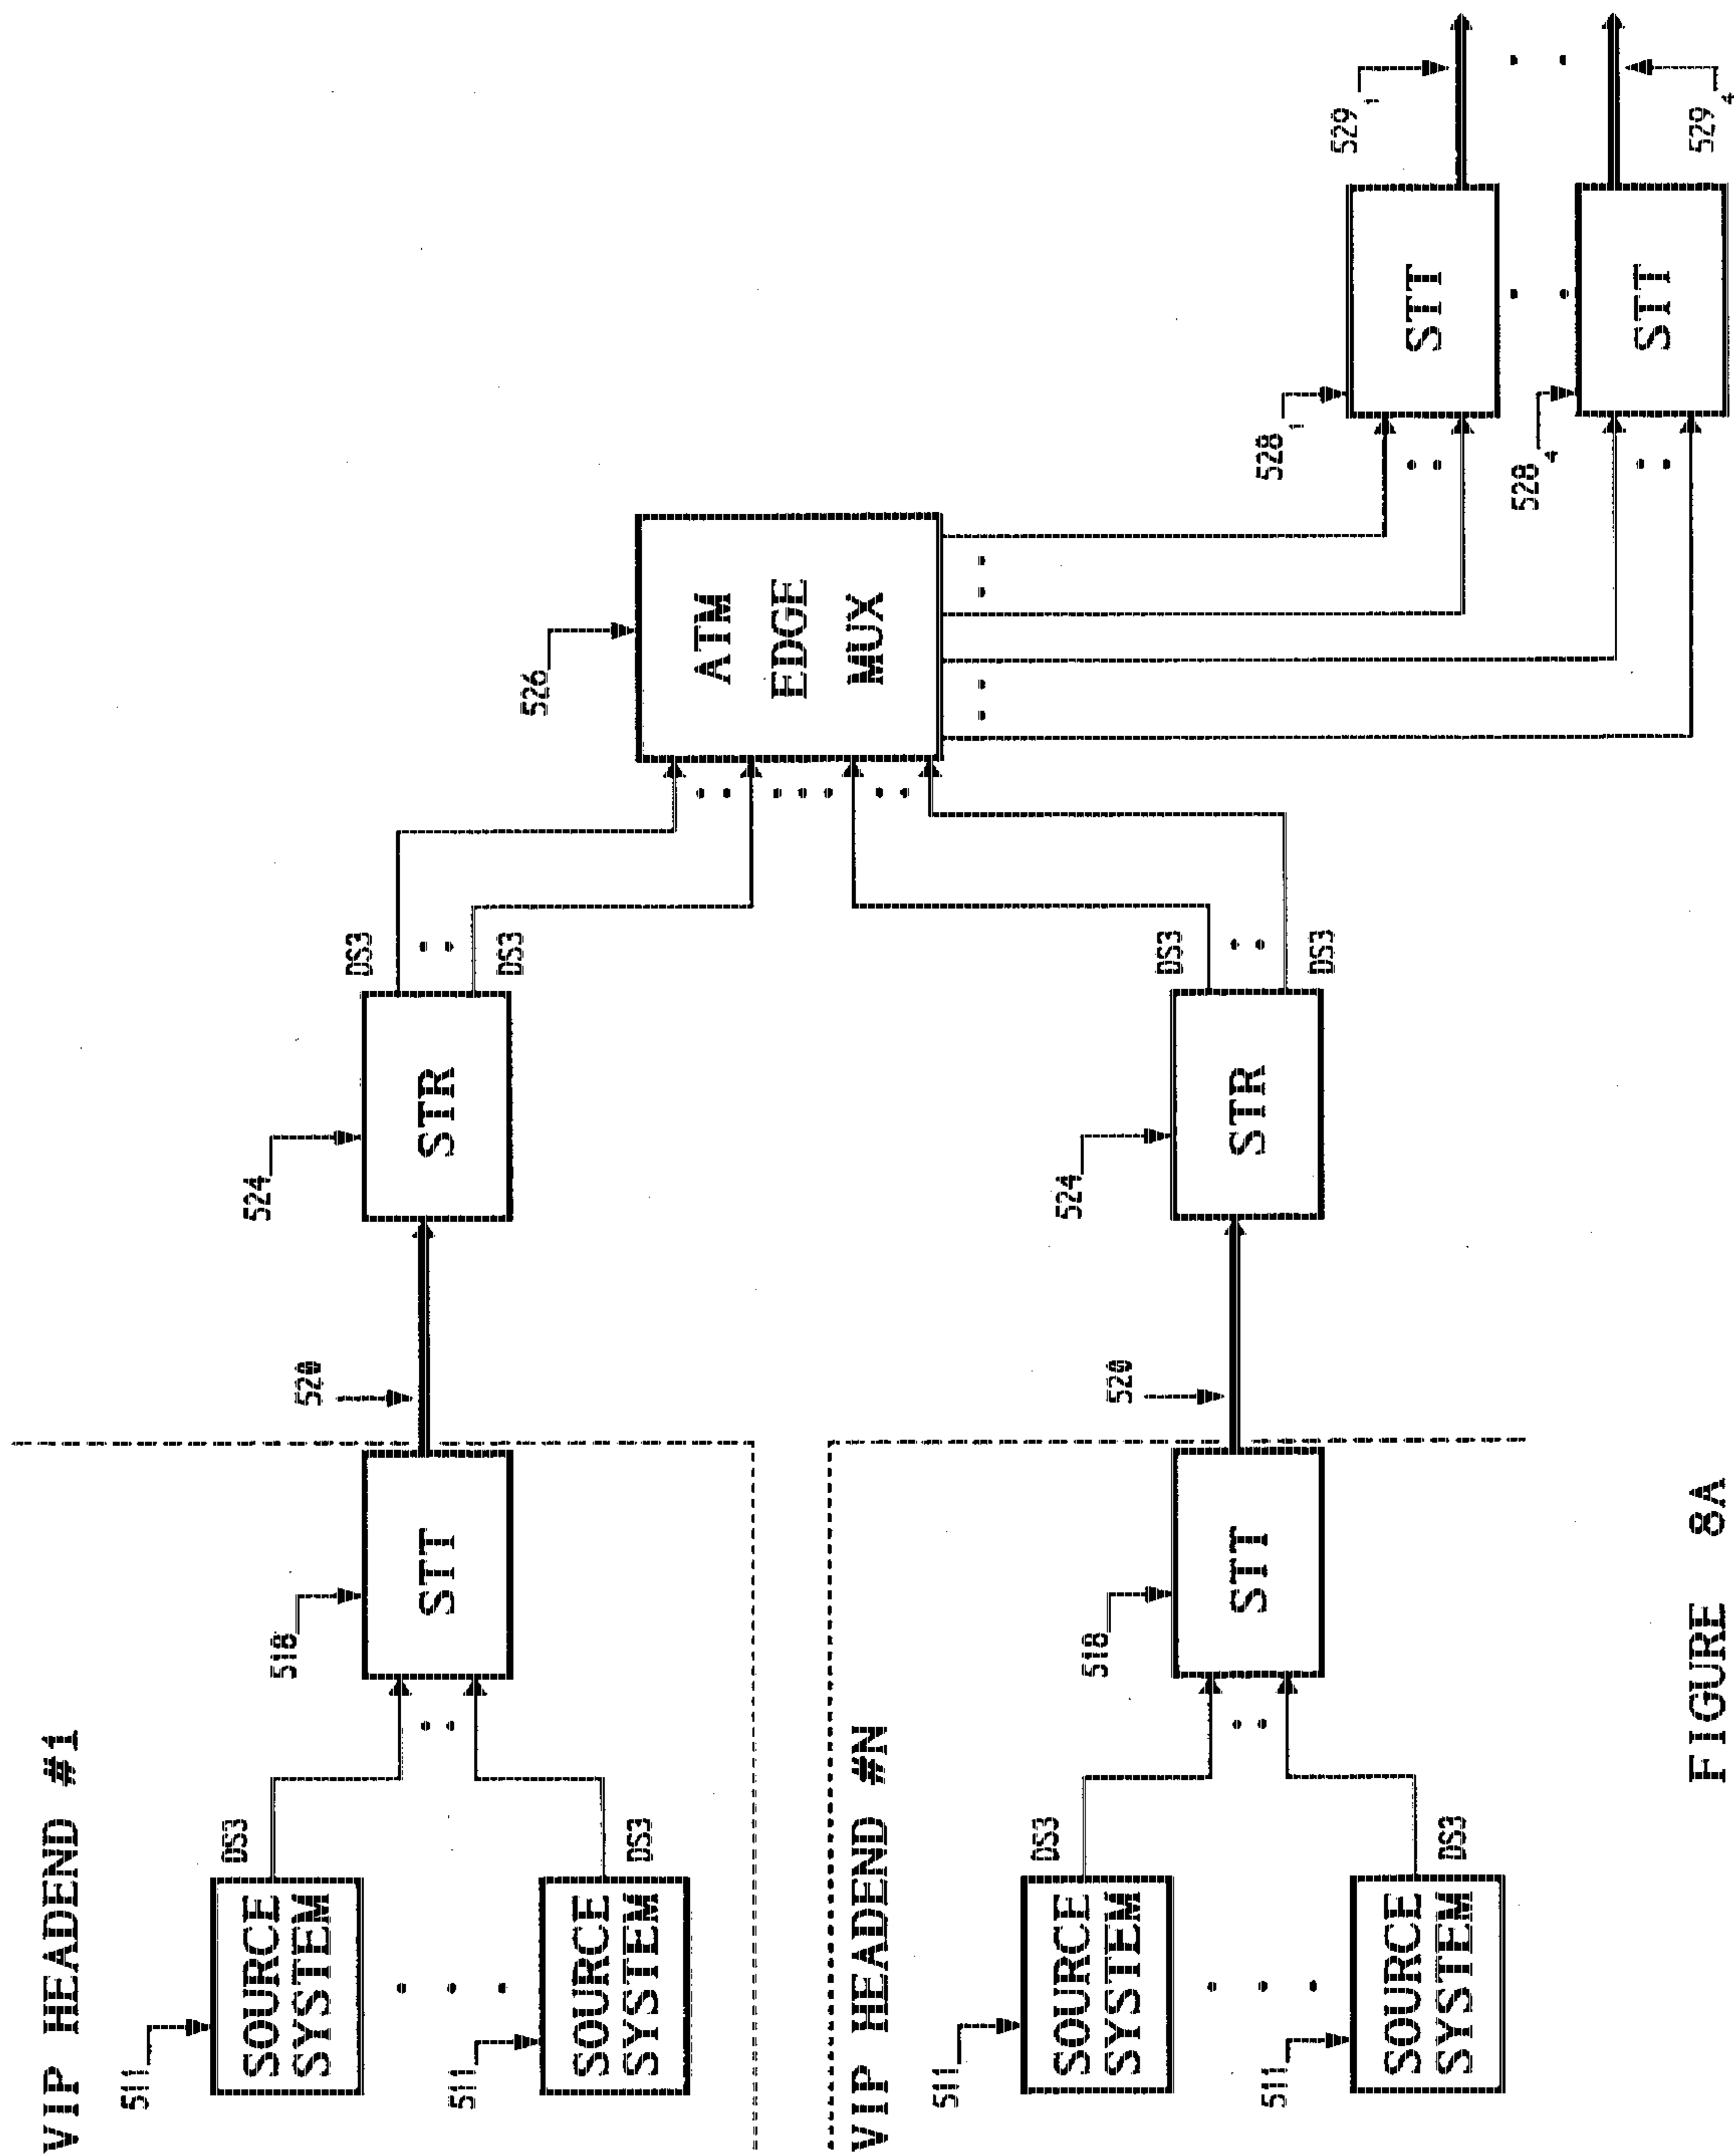 VIP HEADEND #1
511
SOURCE
SYSTEM
DS3
511
SOURCE
SYSTEM
DS3
518
STT
520
524
STR
DS3
DS3
VIP HEADEND #N
511
SOURCE
SYSTEM
DS3
511
SOURCE
SYSTEM
DS3
518
STT
520
524
STR
DS3
DS3
526
ATM
EDGE
MUX
528 1
STT
529 1
528 4
STT
529 4
FIGURE 8A